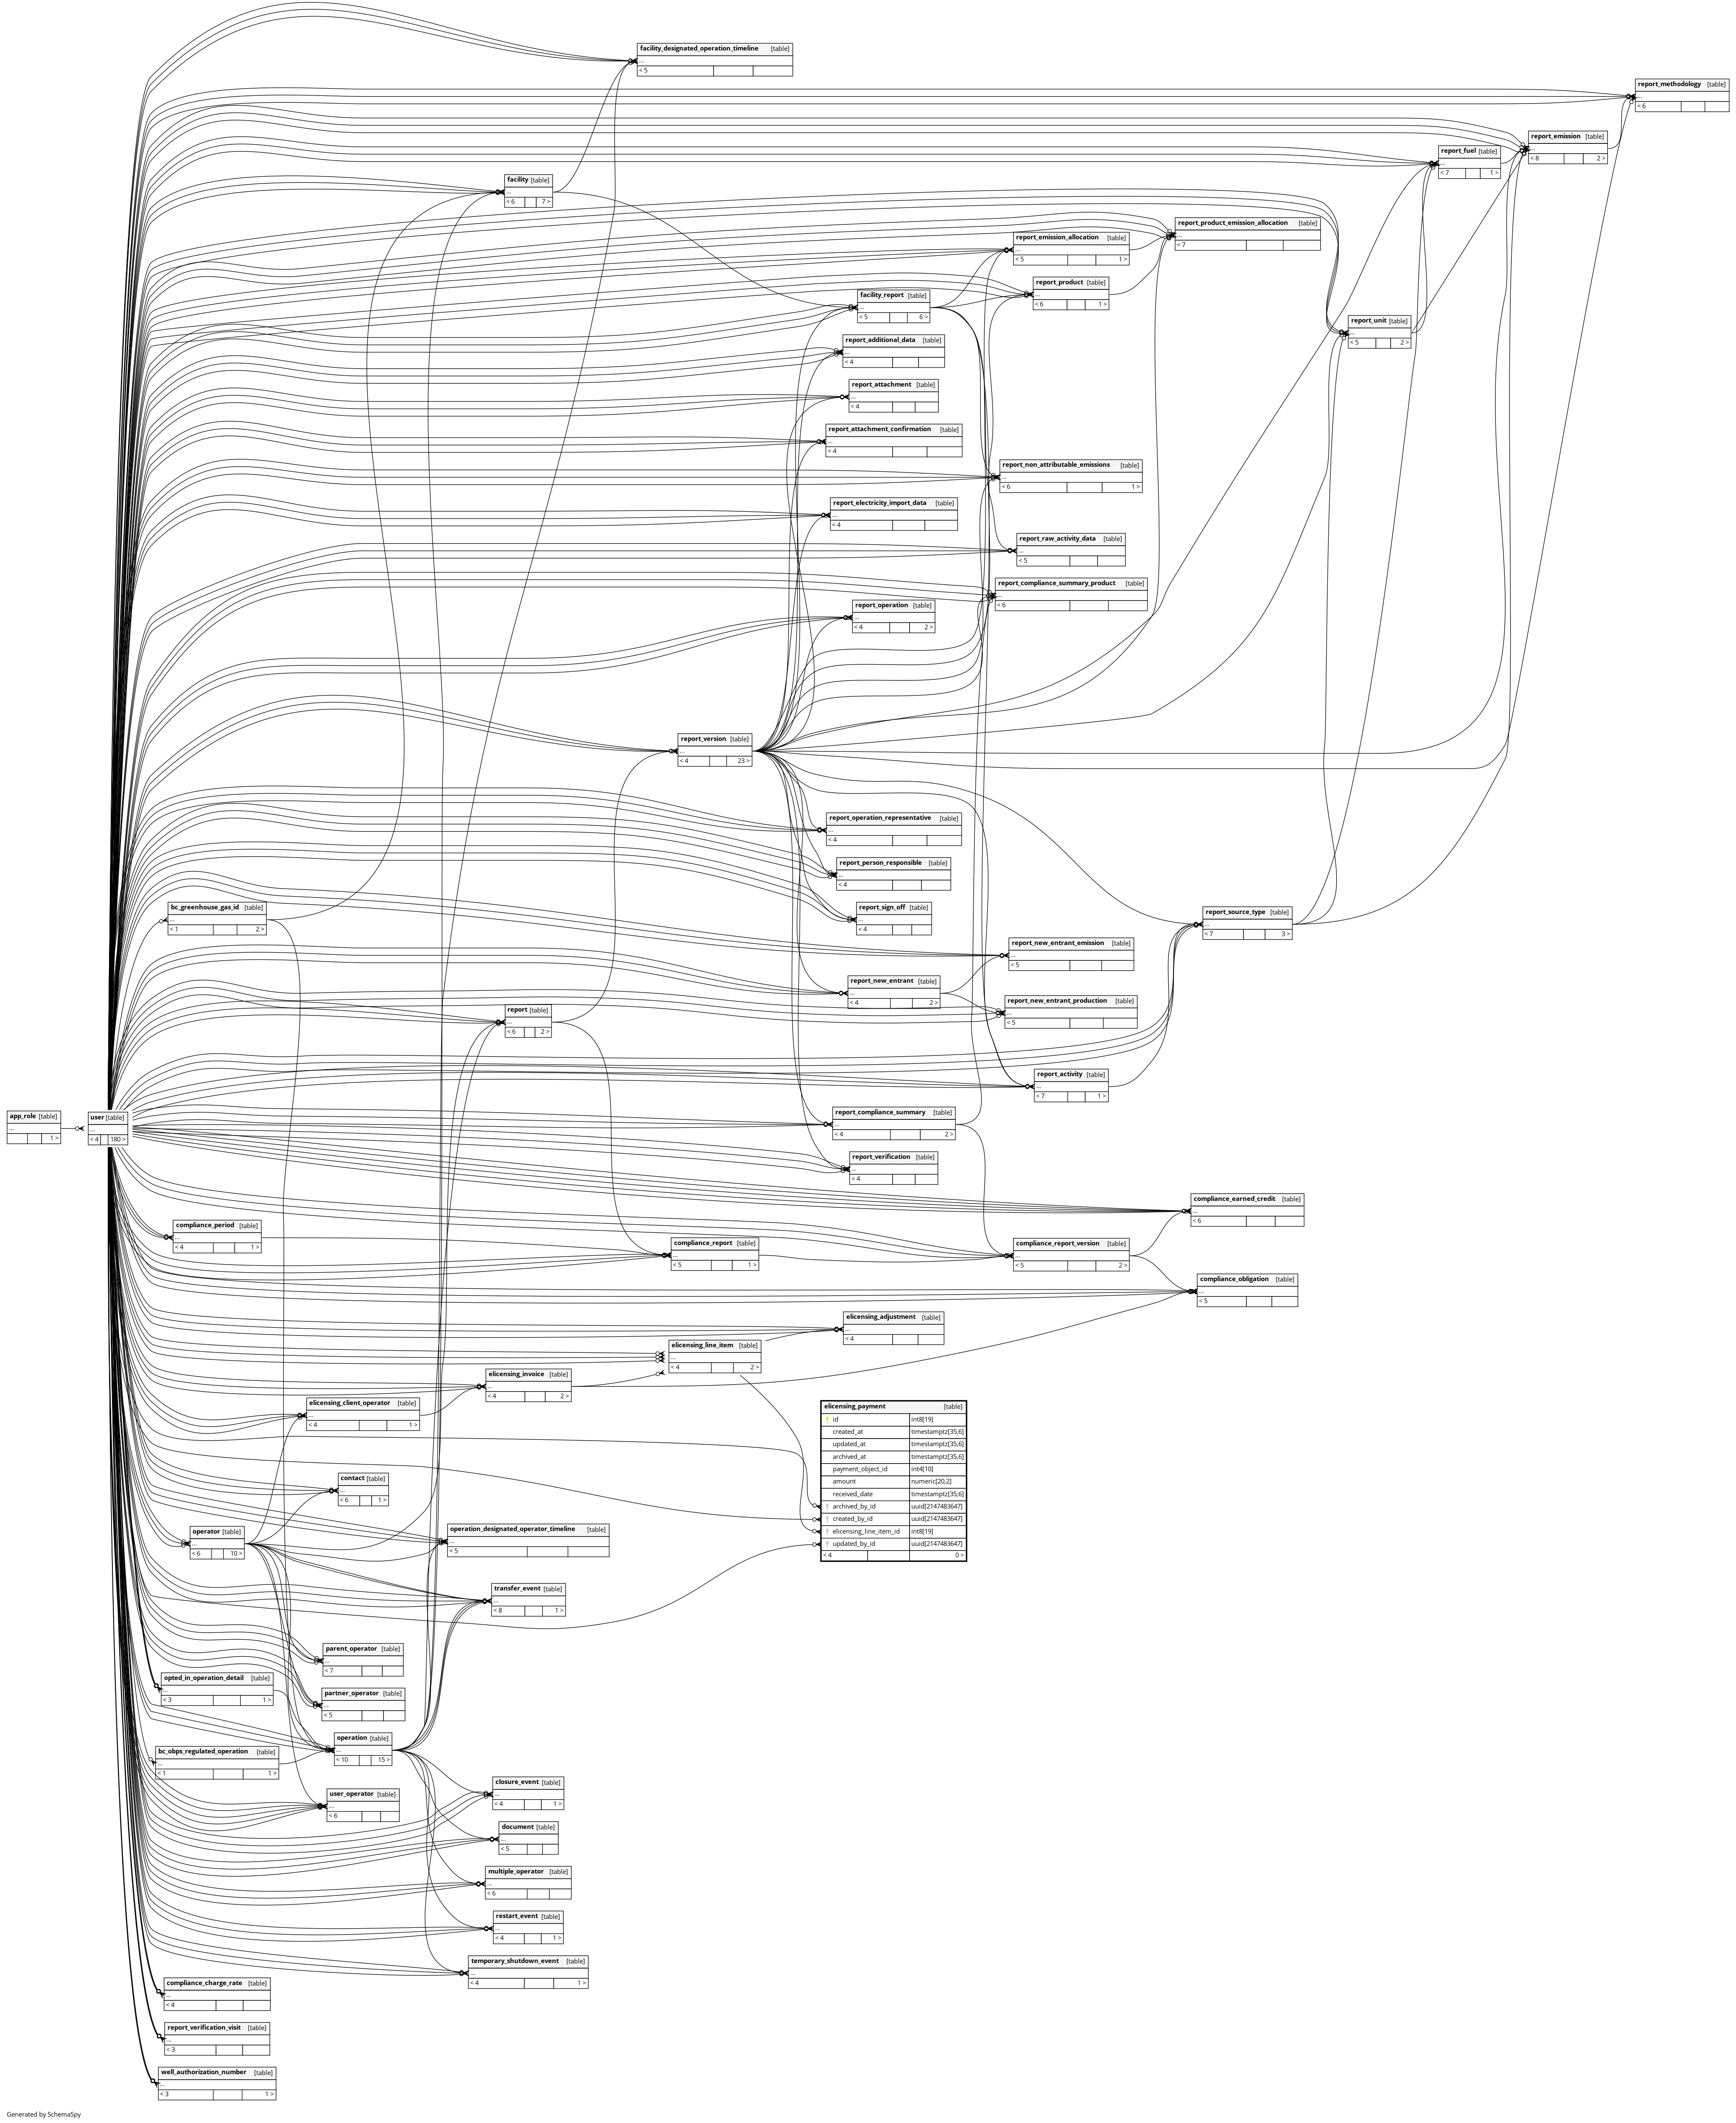 facility_designated_operation_timeline [table]
...
< 5
report_methodology [table]
...
< 6
report_emission [table]
...
< 8 2 >
report_fuel [table]
...
< 7 1 >
facility [table]
...
< 6 7 >
report_product_emission_allocation [table]
...
< 7
report_emission_allocation [table]
...
< 5 1 >
report_product [table]
...
< 6 1 >
facility_report [table]
...
< 5 6 >
report_unit [table]
...
< 5 2 >
report_additional_data [table]
...
< 4
report_attachment [table]
...
< 4
report_attachment_confirmation [table]
...
< 4
report_non_attributable_emissions [table]
...
< 6 1 >
report_electricity_import_data [table]
...
< 4
report_raw_activity_data [table]
...
< 5
report_compliance_summary_product [table]
...
< 6
report_operation [table]
...
< 4 2 >
report_version [table]
...
< 4 23 >
report_operation_representative [table]
...
< 4
report_person_responsible [table]
...
< 4
bc_greenhouse_gas_id [table]
...
< 1 2 >
report_sign_off [table]
...
< 4
report_source_type [table]
...
< 7 3 >
report_new_entrant_emission [table]
...
< 5
report_new_entrant [table]
...
< 4 2 >
report_new_entrant_production [table]
...
< 5
report [table]
...
< 6 2 >
report_activity [table]
...
< 7 1 >
app_role [table]
...
1 >
user [table]
...
< 4 180 >
report_compliance_summary [table]
...
< 4 2 >
report_verification [table]
...
< 4
compliance_earned_credit [table]
...
< 6
compliance_period [table]
...
< 4 1 >
compliance_report [table]
...
< 5 1 >
compliance_report_version [table]
...
< 5 2 >
compliance_obligation [table]
...
< 5
elicensing_adjustment [table]
...
< 4
elicensing_line_item [table]
...
< 4 2 >
elicensing_invoice [table]
...
< 4 2 >
elicensing_client_operator [table]
...
< 4 1 >
elicensing_payment [table]
id int8[19]
created_at timestamptz[35,6]
updated_at timestamptz[35,6]
archived_at timestamptz[35,6]
payment_object_id int4[10]
amount numeric[20,2]
received_date timestamptz[35,6]
archived_by_id uuid[2147483647]
created_by_id uuid[2147483647]
elicensing_line_item_id int8[19]
updated_by_id uuid[2147483647]
< 4 0 >
contact [table]
...
< 6 1 >
operator [table]
...
< 6 10 >
operation_designated_operator_timeline [table]
...
< 5
transfer_event [table]
...
< 8 1 >
parent_operator [table]
...
< 7
opted_in_operation_detail [table]
...
< 3 1 >
partner_operator [table]
...
< 5
operation [table]
...
< 10 15 >
bc_obps_regulated_operation [table]
...
< 1 1 >
user_operator [table]
...
< 6
closure_event [table]
...
< 4 1 >
document [table]
...
< 5
multiple_operator [table]
...
< 6
restart_event [table]
...
< 4 1 >
temporary_shutdown_event [table]
...
< 4 1 >
compliance_charge_rate [table]
...
< 4
report_verification_visit [table]
...
< 3
well_authorization_number [table]
...
< 3 1 >
Generated by SchemaSpy